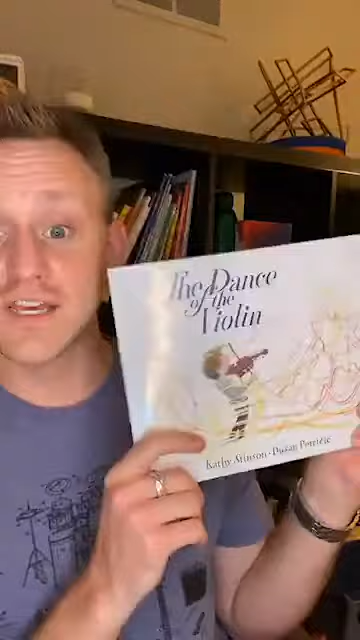 The Dance
of the
Violin
Kathy Stinson · Dušan Petričić